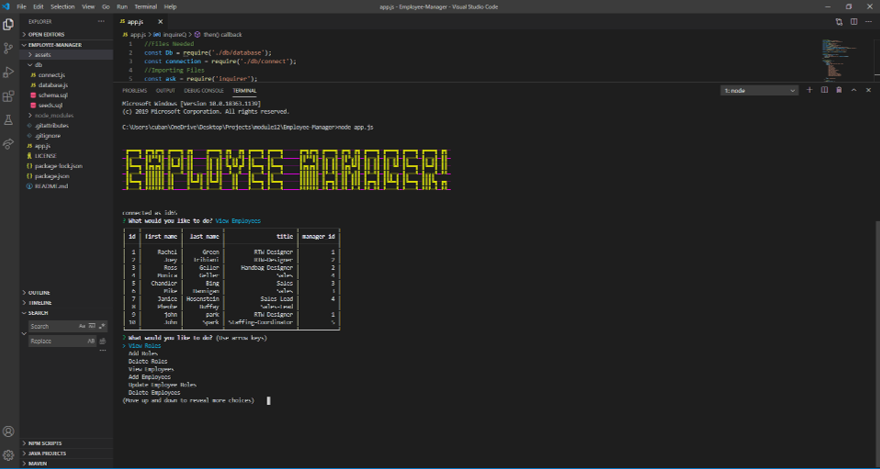 File Edit Selection View Go Run Terminal Help
app.js - Employee-Manager - Visual Studio Code
EXPLORER
OPEN EDITORS
EMPLOYEE-MANAGER
assets
db
connect.js
database.js
schema.sql
seeds.sql
node_modules
.gitattributes
.gitignore
app.js
LICENSE
package-lock.json
package.json
README.md
OUTLINE
TIMELINE
SEARCH
Search
Replace
NPM SCRIPTS
JAVA PROJECTS
MAVEN
app.js
app.js > inquireQ > then() callback
1 //Files Needed
2 const Db = require('./db/database');
3 const connection = require('./db/connect');
4 //Importing Files
5 const ask = require('inquirer');
PROBLEMS OUTPUT DEBUG CONSOLE TERMINAL
1: node
Microsoft Windows [Version 10.0.18363.1139]
(c) 2019 Microsoft Corporation. All rights reserved.
C:\Users\cuban\OneDrive\Desktop\Projects\module12\Employee-Manager>node app.js
EMPLOYEE MANAGER
? What would you like to do? View Employees
id first name last name title manager id
1 Rachel Green RTW Designer 1
2 Joey Tribiani RTW-Designer 2
3 Ross Geller Handbag Designer 2
4 Monica Geller Sales 4
5 Chandler Bing Sales 3
6 Mike Hannigan Sales 3
7 Janice Hosenstein Sales Lead 4
8 Phoebe Buffay Sales-Lead
9 john park RTW Designer 1
10 John Spark Staffing-Coordinator 5
? What would you like to do? (Use arrow keys)
> View Roles
Add Roles
Delete Roles
View Employees
Add Employees
Update Employee Roles
Delete Employees
(Move up and down to reveal more choices)